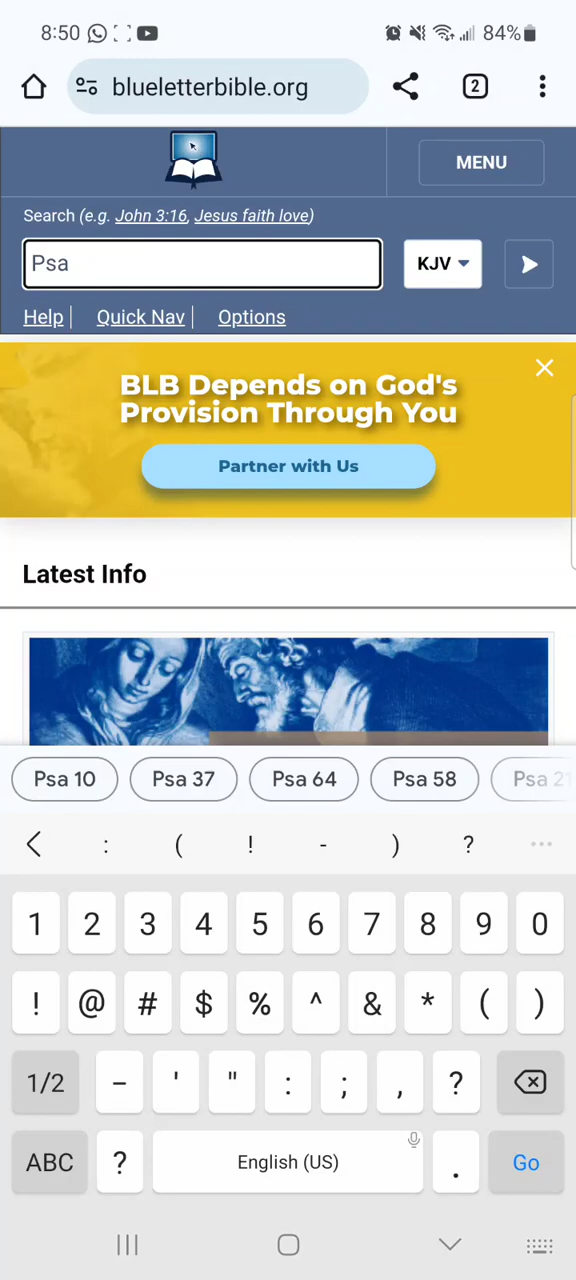 8:50 84%
blueletterbible.org 2
MENU
Search (e.g. John 3:16, Jesus faith love)
Psa KJV
Help Quick Nav Options
BLB Depends on God's
Provision Through You
Partner with Us
Latest Info
Psa 10 Psa 37 Psa 64 Psa 58 Psa 21
: ( ! - ) ? ...
1 2 3 4 5 6 7 8 9 0
! @ # $ % ^ & * ( )
1/2 – ' " : ; , ?
ABC ? English (US) . Go